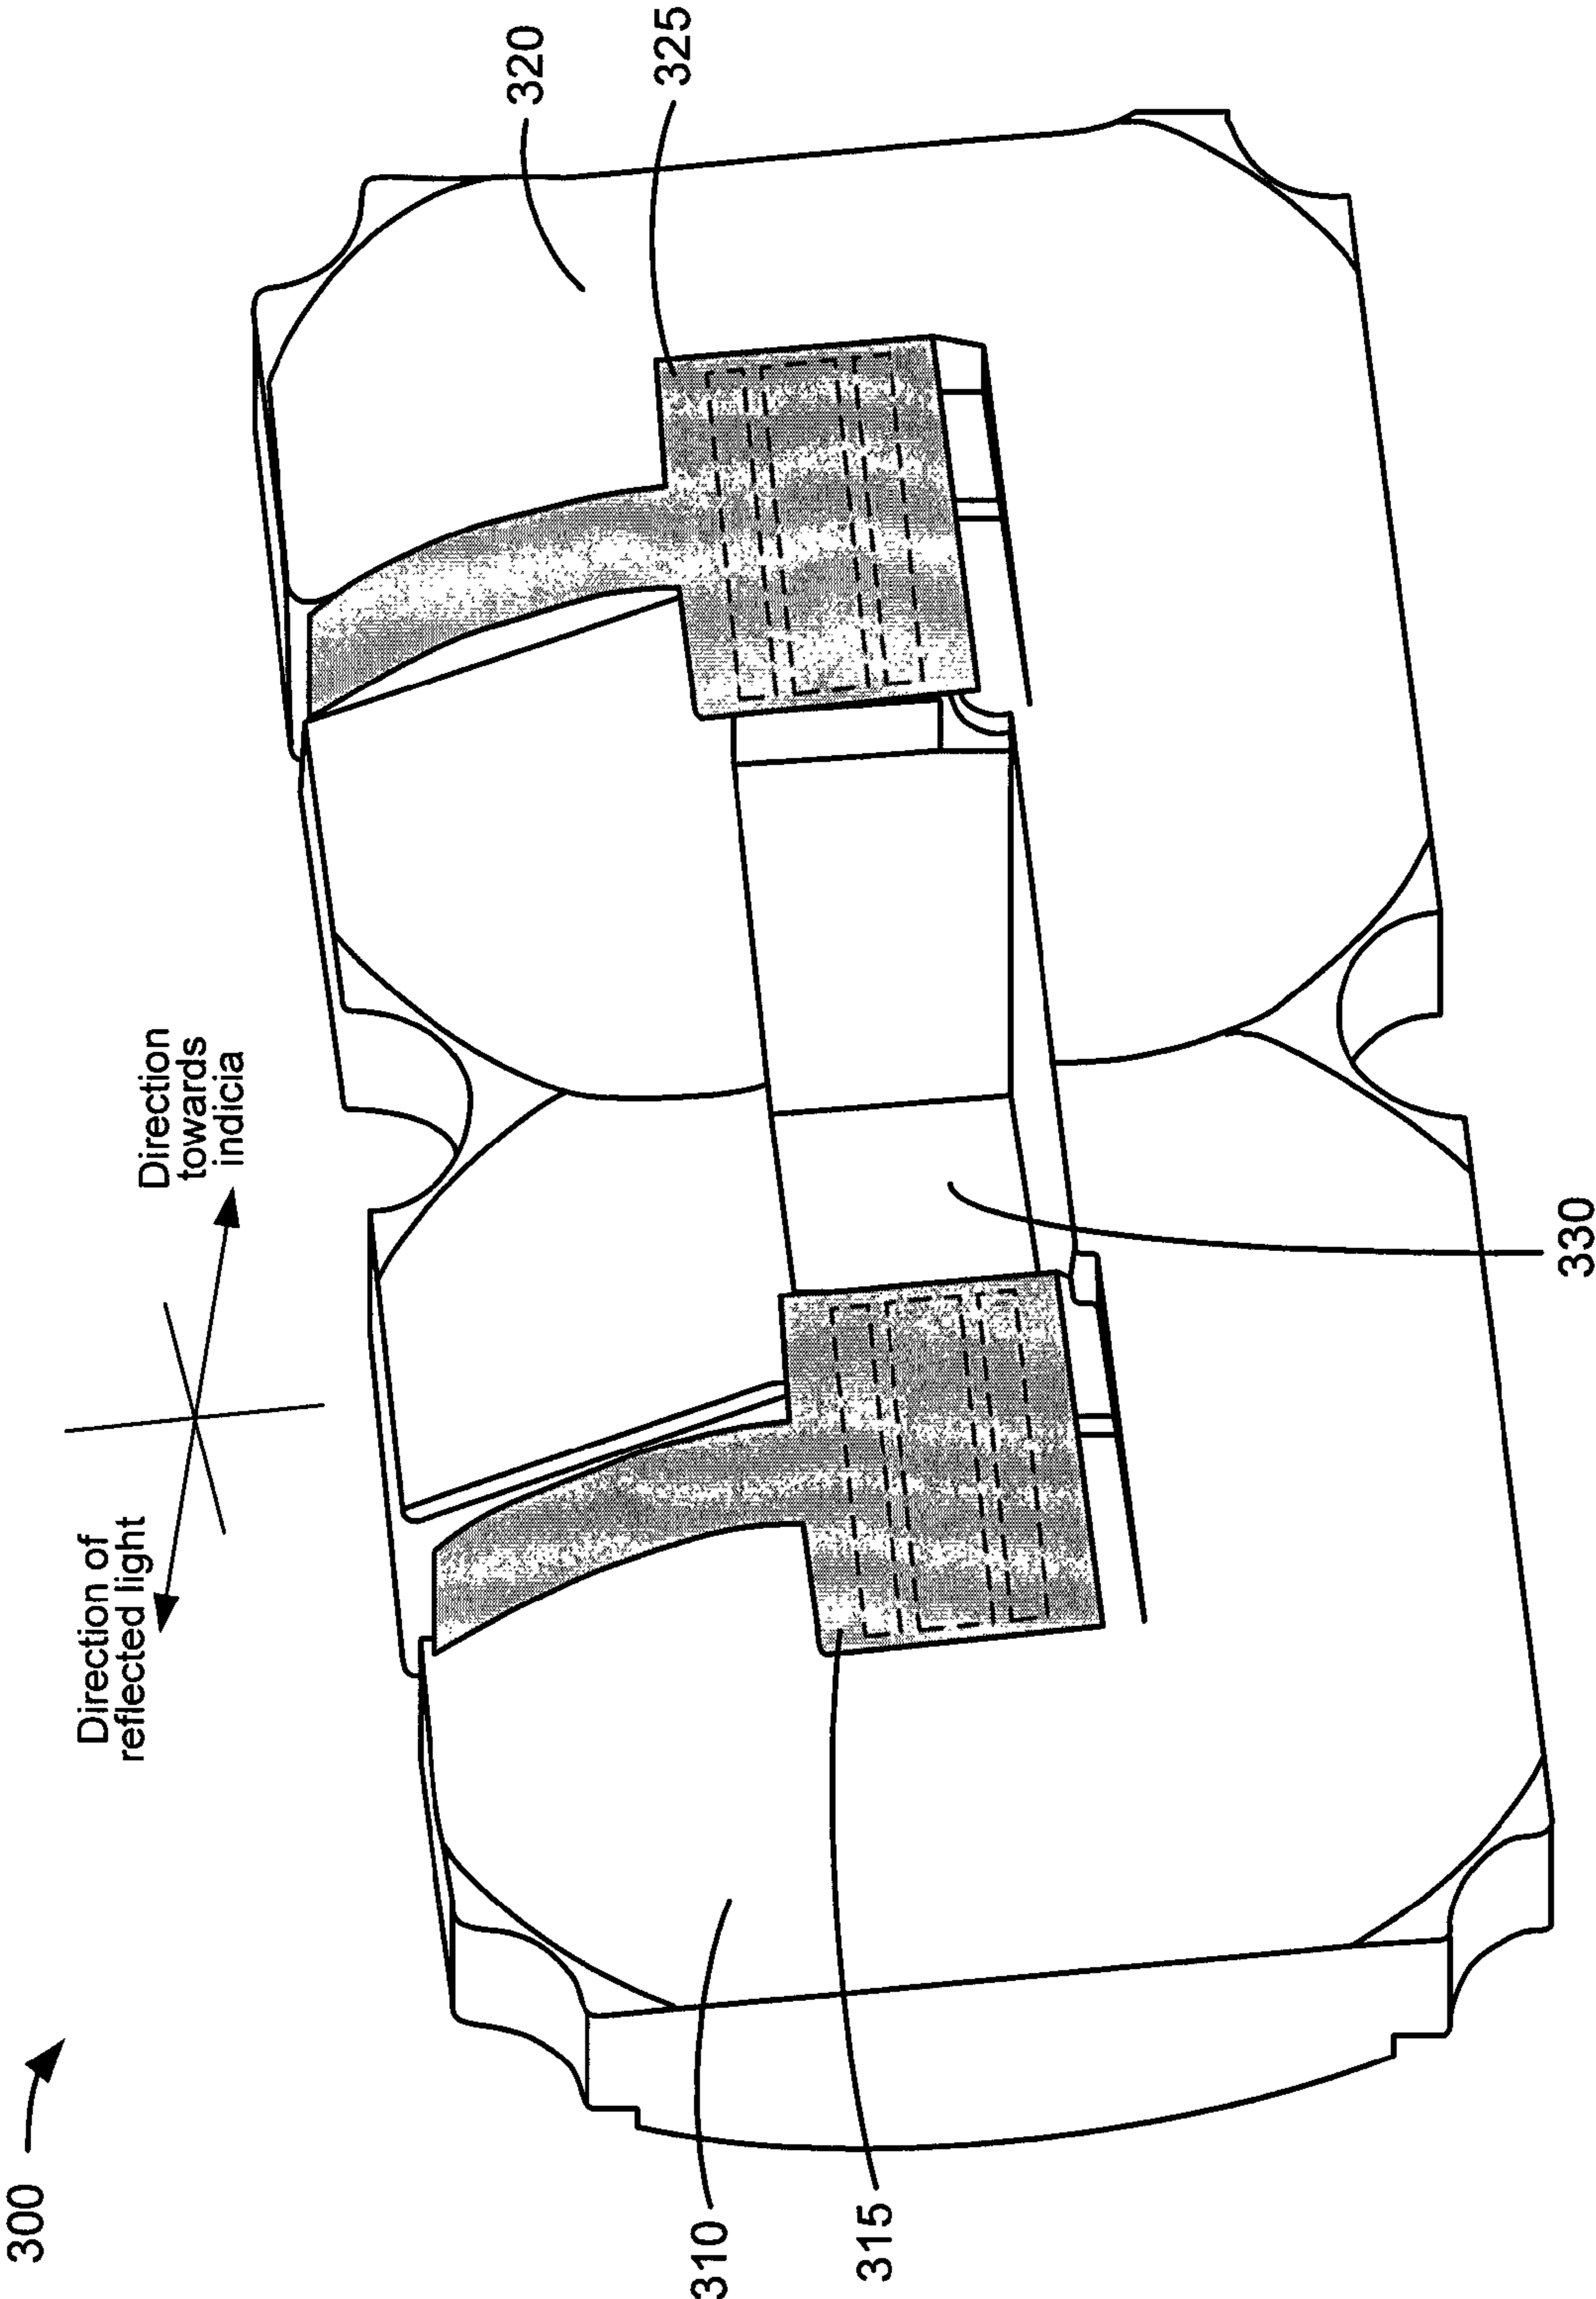 300
Direction of
reflected light
Direction
towards
indicia
320
325
310
315
330